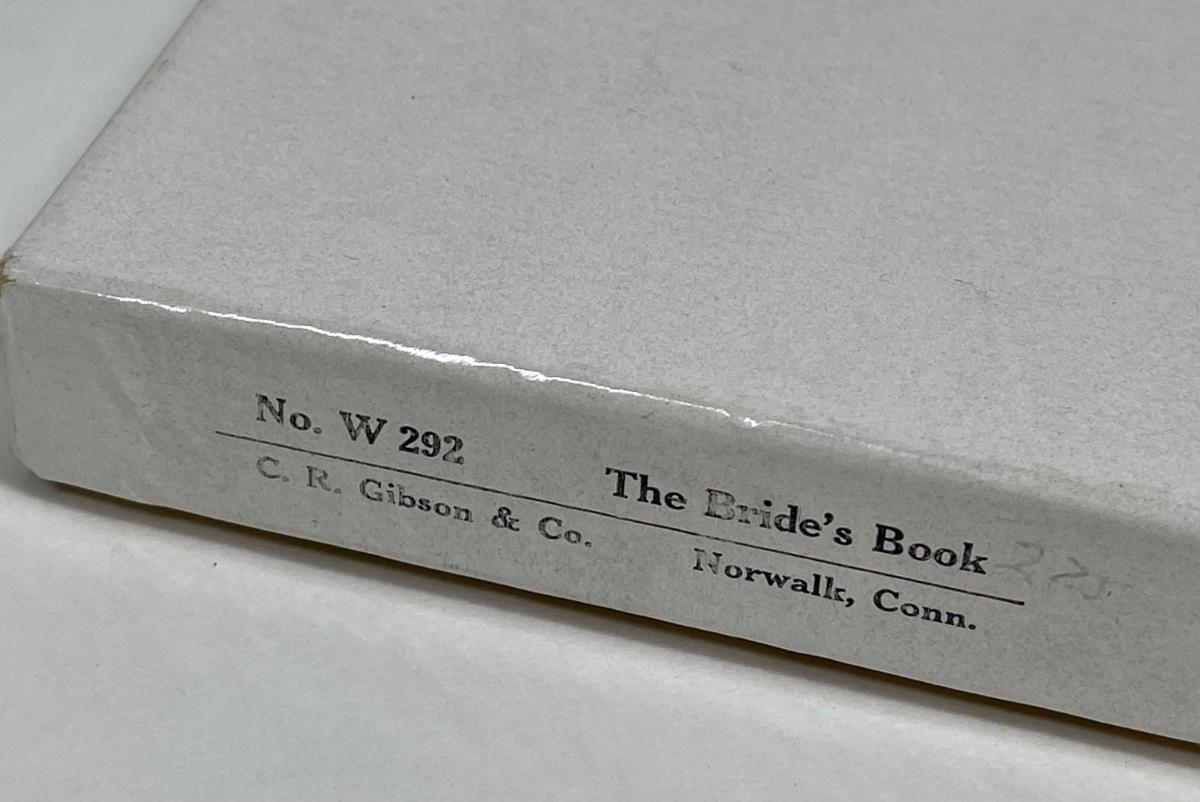 No. W 292 The Bride's Book
C. R. Gibson & Co. Norwalk, Conn.